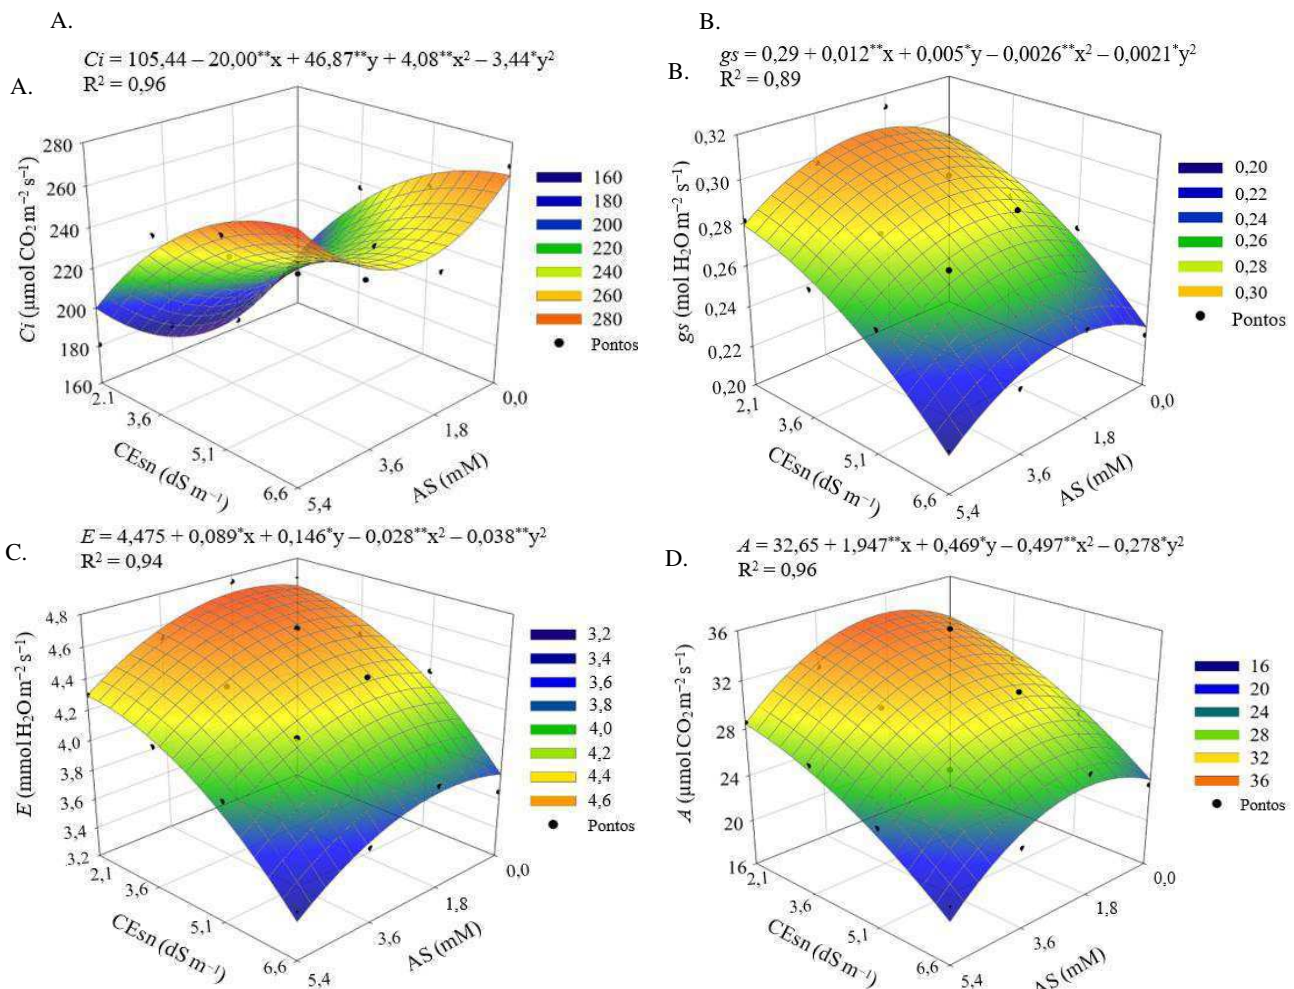 A.
Ci = 105,44 – 20,00**x + 46,87**y + 4,08**x² – 3,44*y²
R² = 0,96
A.
280
260
240
220
200
180
160
Ci (µmol CO₂ m⁻² s⁻¹)
2.1
3,6
5,1
6,6
CEsn (dS m⁻¹)
0,0
1,8
3,6
5,4
AS (mM)
160
180
200
220
240
260
280
Pontos
B.
gs = 0,29 + 0,012**x + 0,005*y – 0,0026**x² – 0,0021*y²
B.
R² = 0,89
0,32
0,30
0,28
0,26
0,24
0,22
0,20
gs (mol H₂O m⁻² s⁻¹)
2,1
3,6
5,1
6,6
CEsn (dS m⁻¹)
0,0
1,8
3,6
5,4
AS (mM)
0,20
0,22
0,24
0,26
0,28
0,30
Pontos
C.
E = 4,475 + 0,089*x + 0,146*y – 0,028**x² – 0,038**y²
R² = 0,94
4,8
4,6
4,4
4,2
4,0
3,8
3,6
3,4
3,2
E (mmol H₂O m⁻² s⁻¹)
2,1
3,6
5,1
6,6
CEsn (dS m⁻¹)
0,0
1,8
3,6
5,4
AS (mM)
3,2
3,4
3,6
3,8
4,0
4,2
4,4
4,6
Pontos
D.
A = 32,65 + 1,947**x + 0,469*y – 0,497**x² – 0,278*y²
R² = 0,96
36
32
28
24
20
16
A (µmol CO₂ m⁻² s⁻¹)
2,1
3,6
5,1
6,6
CEsn (dS m⁻¹)
0,0
1,8
3,6
5,4
AS (mM)
16
20
24
28
32
36
Pontos